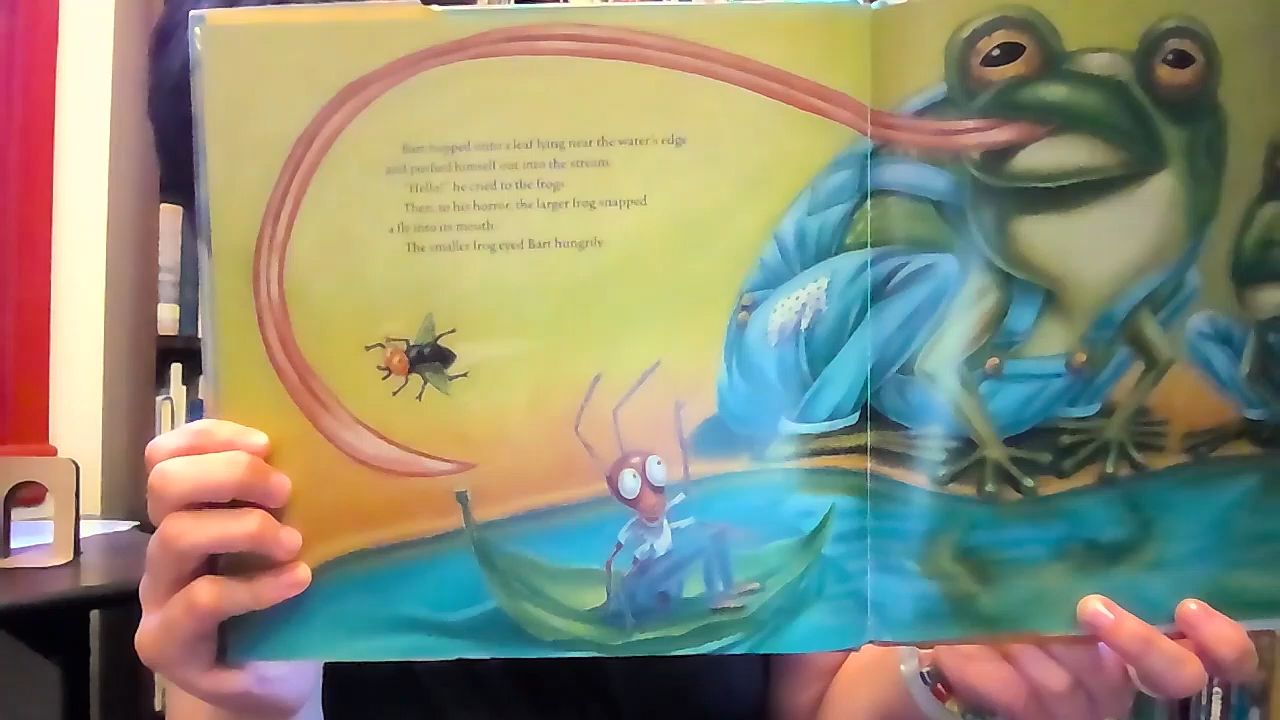 Bart hopped onto a leaf lying near the water's edge
and pushed himself out into the stream.
"Hello!" he cried to the frogs.
Then, to his horror, the larger frog snapped
a fly into its mouth.
The smaller frog eyed Bart hungrily.